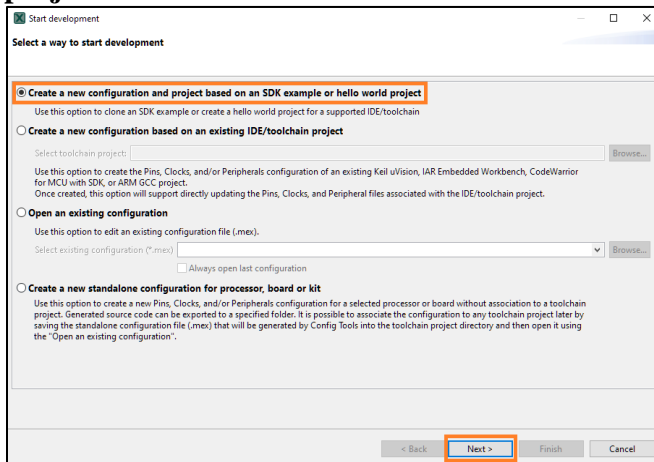 Start development
Select a way to start development
Create a new configuration and project based on an SDK example or hello world project
Use this option to clone an SDK example or create a hello world project for a supported IDE/toolchain
Create a new configuration based on an existing IDE/toolchain project
Select toolchain project:
Browse...
Use this option to create the Pins, Clocks, and/or Peripherals configuration of an existing Keil uVision, IAR Embedded Workbench, CodeWarrior
for MCU with SDK, or ARM GCC project.
Once created, this option will support directly updating the Pins, Clocks, and Peripheral files associated with the IDE/toolchain project.
Open an existing configuration
Use this option to edit an existing configuration file (.mex).
Select existing configuration (*.mex)
Browse...
Always open last configuration
Create a new standalone configuration for processor, board or kit
Use this option to create a new Pins, Clocks, and/or Peripherals configuration for a selected processor or board without association to a toolchain
project. Generated source code can be exported to a specified folder. It is possible to associate the configuration to any toolchain project later by
saving the standalone configuration file (.mex) that will be generated by Config Tools into the toolchain project directory and then open it using
the "Open an existing configuration".
< Back
Next >
Finish
Cancel